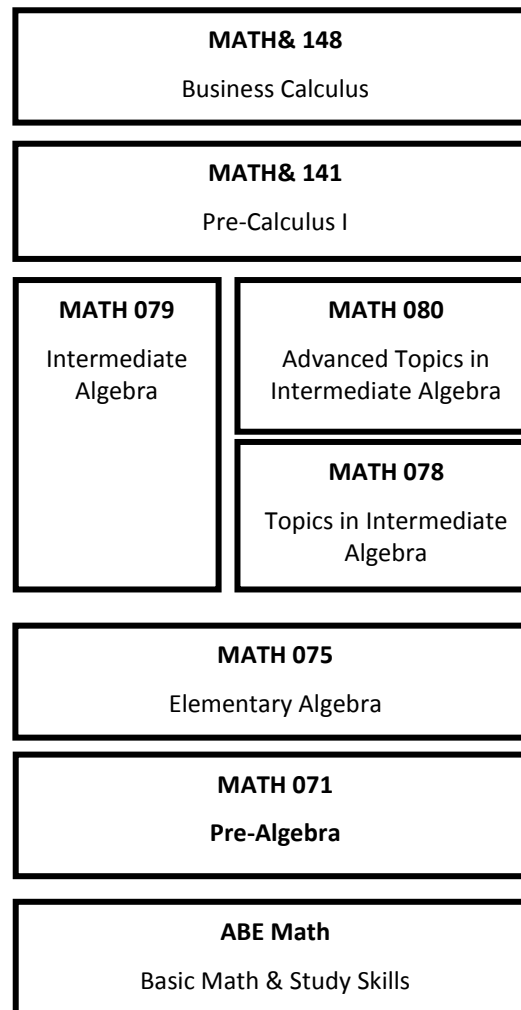 MATH& 148
Business Calculus
MATH& 141
Pre-Calculus I
MATH 079
Intermediate
Algebra
MATH 080
Advanced Topics in
Intermediate Algebra
MATH 078
Topics in Intermediate
Algebra
MATH 075
Elementary Algebra
MATH 071
Pre-Algebra
ABE Math
Basic Math & Study Skills